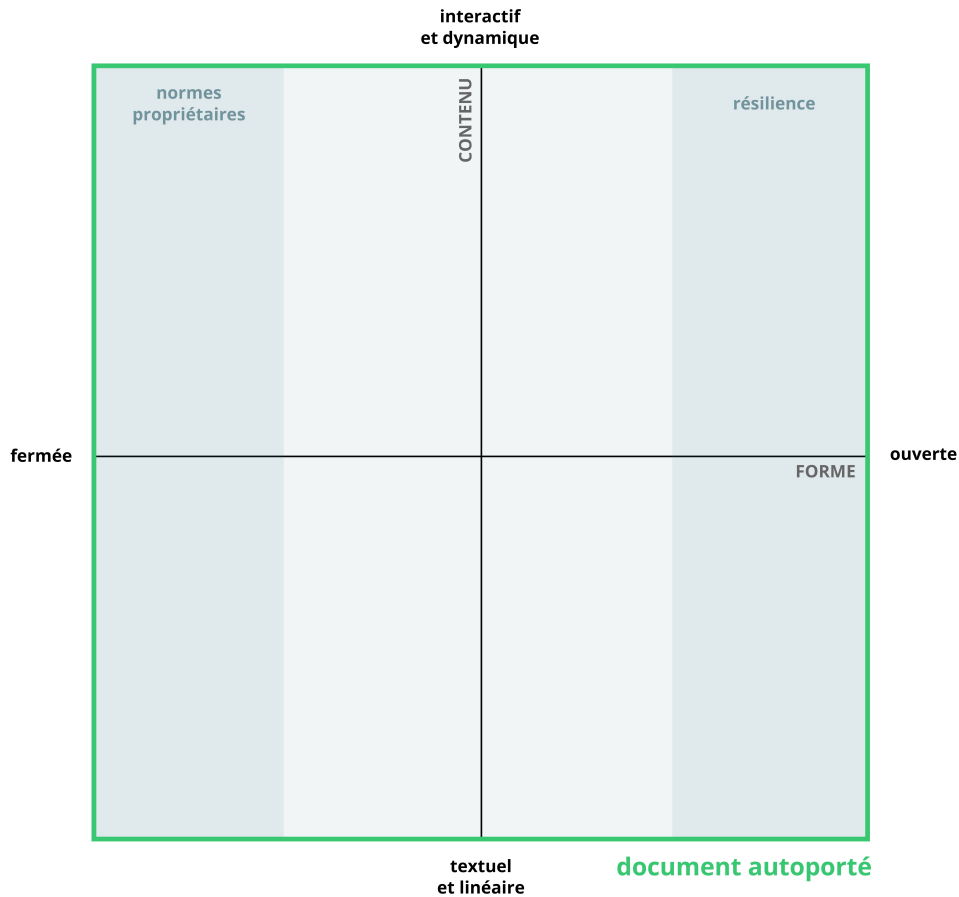 interactif
et dynamique
normes
propriétaires
CONTENU
résilience
fermée
ouverte
FORME
textuel
et linéaire
document autoporté